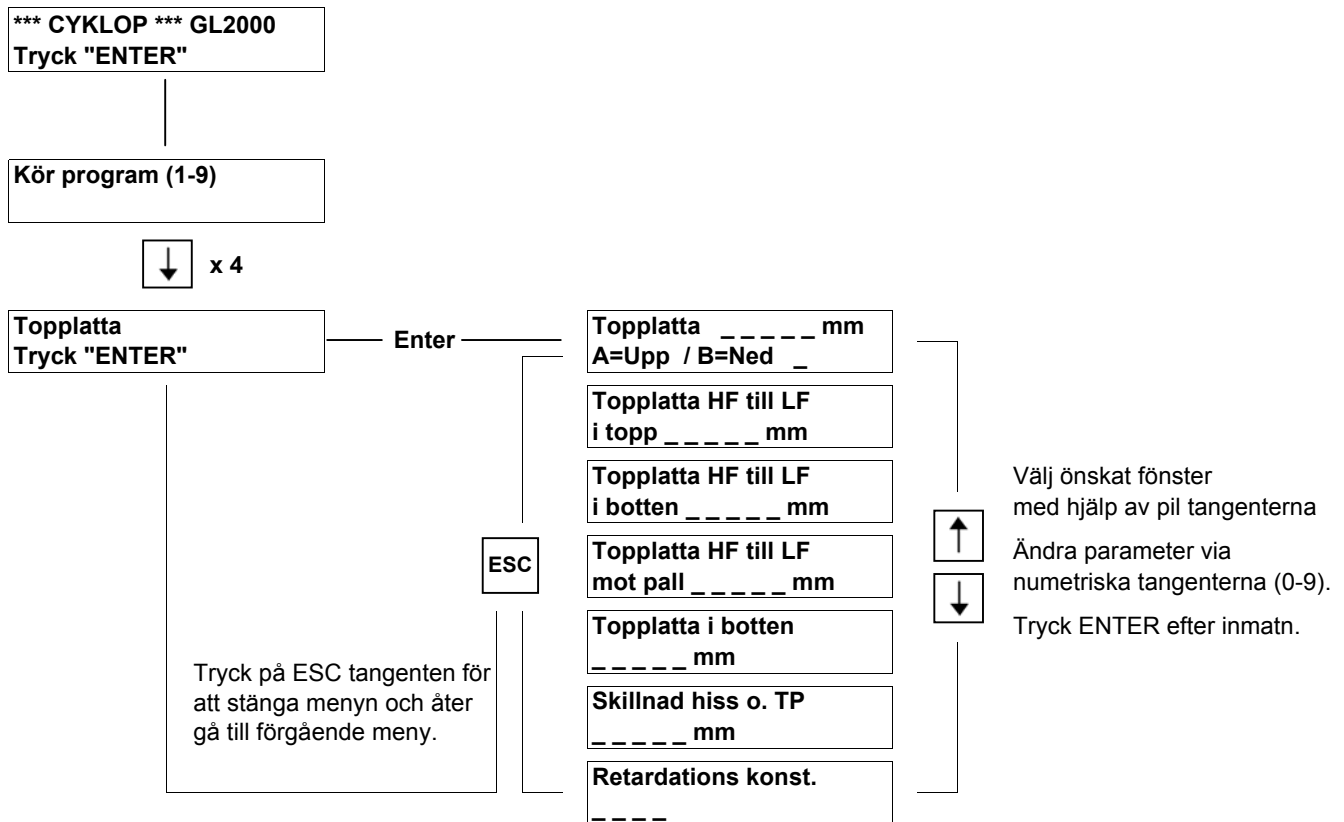 *** CYKLOP *** GL2000
Tryck "ENTER"
Kör program (1-9)
↓ x 4
Topplatta
Tryck "ENTER"
Enter
Topplatta _ _ _ _ _ mm
A=Upp / B=Ned _
Topplatta HF till LF
i topp _ _ _ _ _ mm
Topplatta HF till LF
i botten _ _ _ _ _ mm
Topplatta HF till LF
mot pall _ _ _ _ _ mm
Topplatta i botten
_ _ _ _ _ mm
Skillnad hiss o. TP
_ _ _ _ _ mm
Retardations konst.
_ _ _ _
ESC
Tryck på ESC tangenten för
att stänga menyn och åter
gå till förgående meny.
↑
↓
Välj önskat fönster
med hjälp av pil tangenterna
Ändra parameter via
numetriska tangenterna (0-9).
Tryck ENTER efter inmatn.